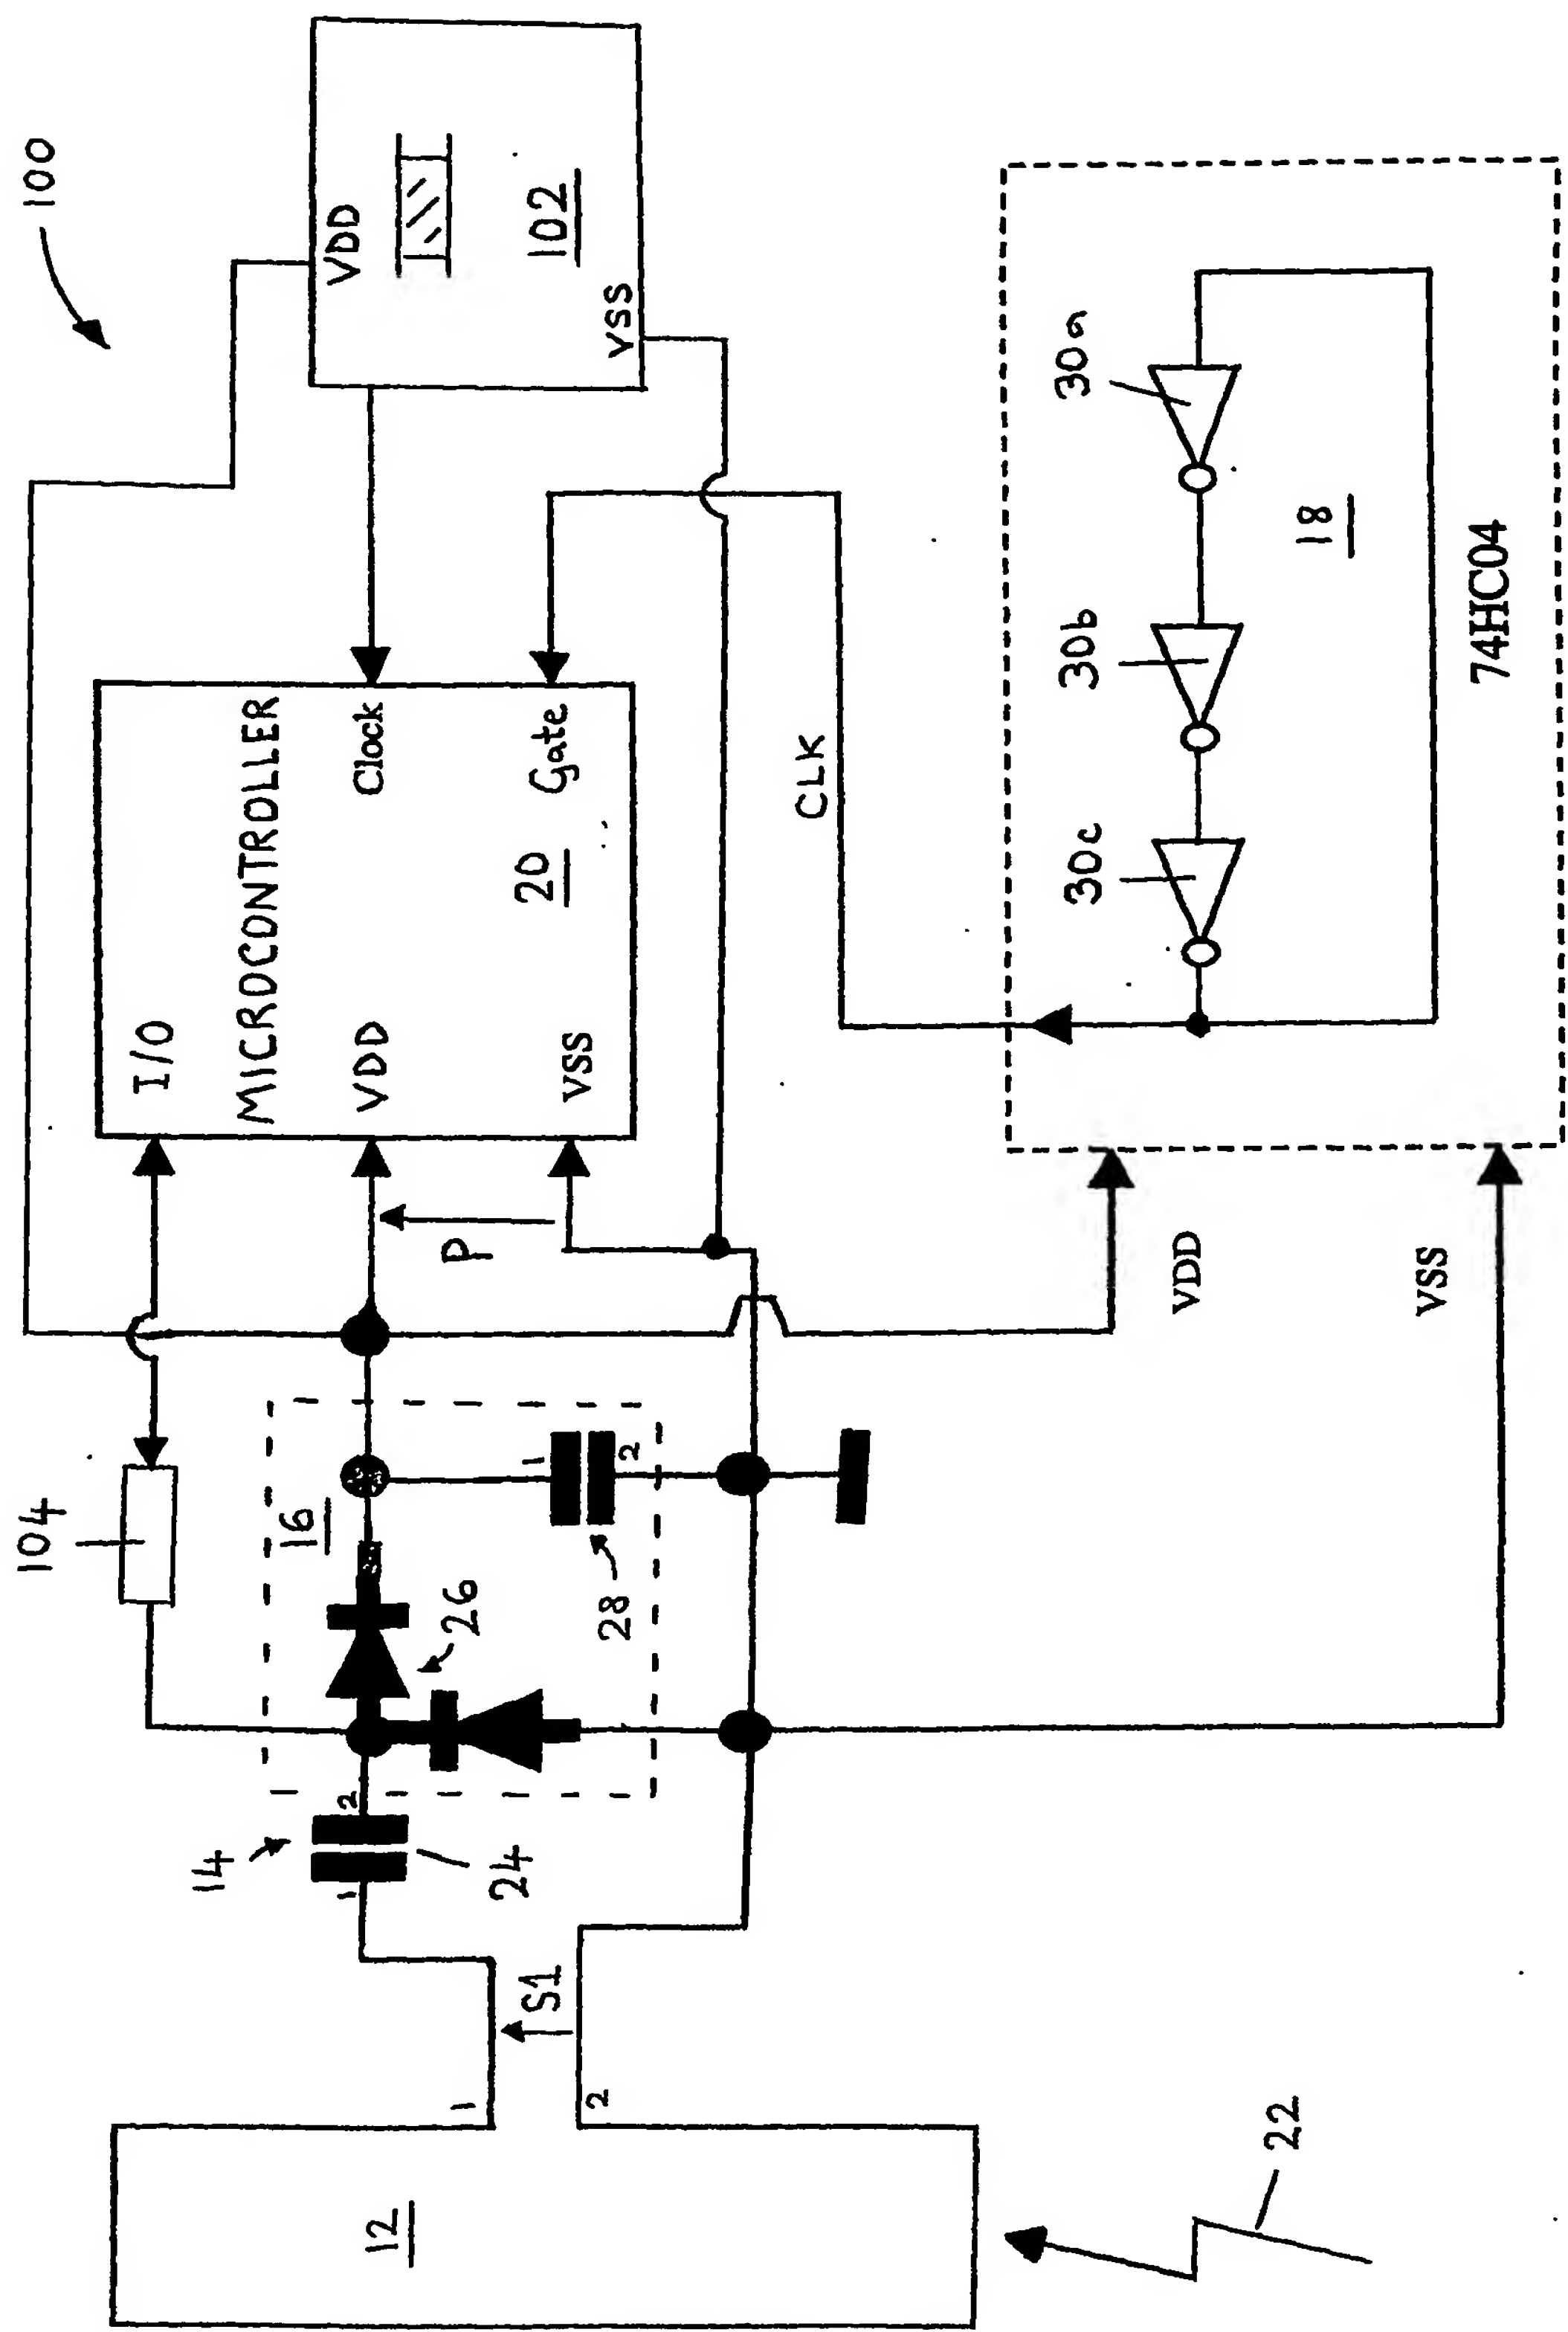 100
VDD
102
VSS
104
I/O
MICROCONTROLLER
VDD
Clock
VSS
20
Gate
P
16
26
28
1
2
14
1
2
24
S1
1
2
12
22
CLK
VDD
VSS
30a
30b
30c
18
74HC04